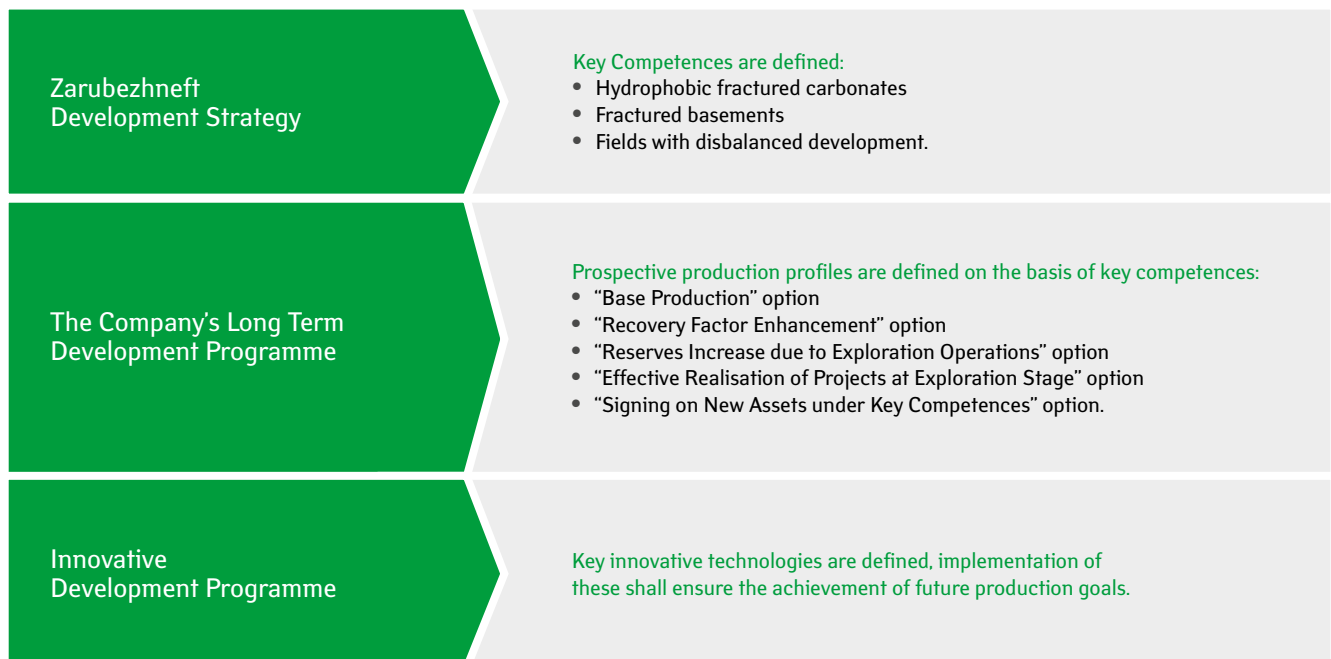 Zarubezhneft
Development Strategy
Key Competences are defined:
• Hydrophobic fractured carbonates
• Fractured basements
• Fields with disbalanced development.
The Company’s Long Term
Development Programme
Prospective production profiles are defined on the basis of key competences:
• “Base Production” option
• “Recovery Factor Enhancement” option
• “Reserves Increase due to Exploration Operations” option
• “Effective Realisation of Projects at Exploration Stage” option
• “Signing on New Assets under Key Competences” option.
Innovative
Development Programme
Key innovative technologies are defined, implementation of
these shall ensure the achievement of future production goals.